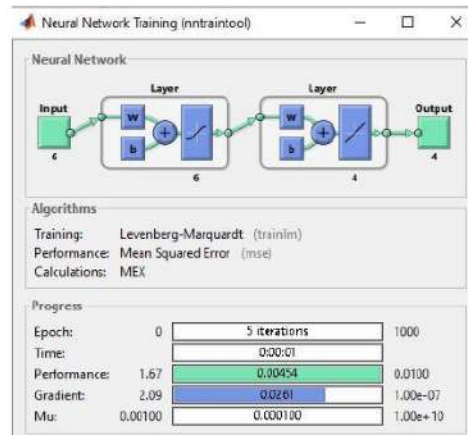 Neural Network Training (nntraintool)
Neural Network
Layer Layer
Input Output
W W
b b
6 4
6 4
Algorithms
Training: Levenberg-Marquardt (trainlm)
Performance: Mean Squared Error (mse)
Calculations: MEX
Progress
Epoch: 0 5 iterations 1000
Time: 0:00:01
Performance: 1.67 0.00454 0.0100
Gradient: 2.09 0.0261 1.00e-07
Mu: 0.00100 0.000100 1.00e+10